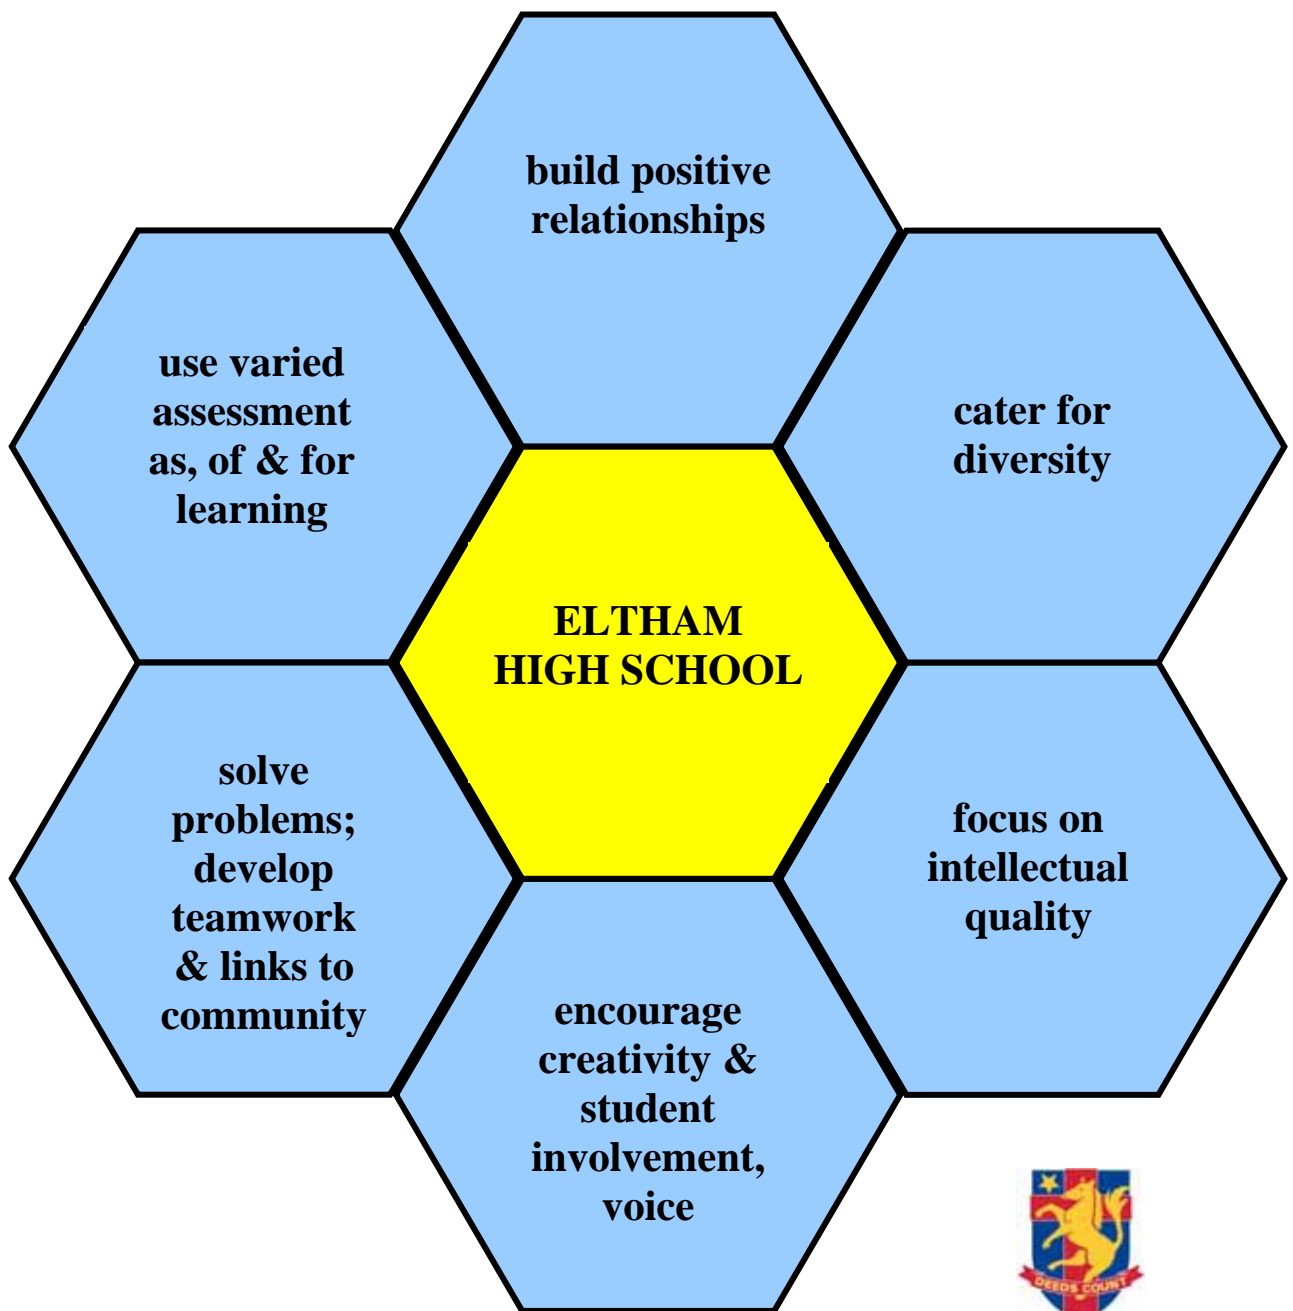 build positive
relationships
use varied
assessment
as, of & for
learning
cater for
diversity
ELTHAM
HIGH SCHOOL
solve
problems;
develop
teamwork
& links to
community
focus on
intellectual
quality
encourage
creativity &
student
involvement,
voice
DEEDS COUNT